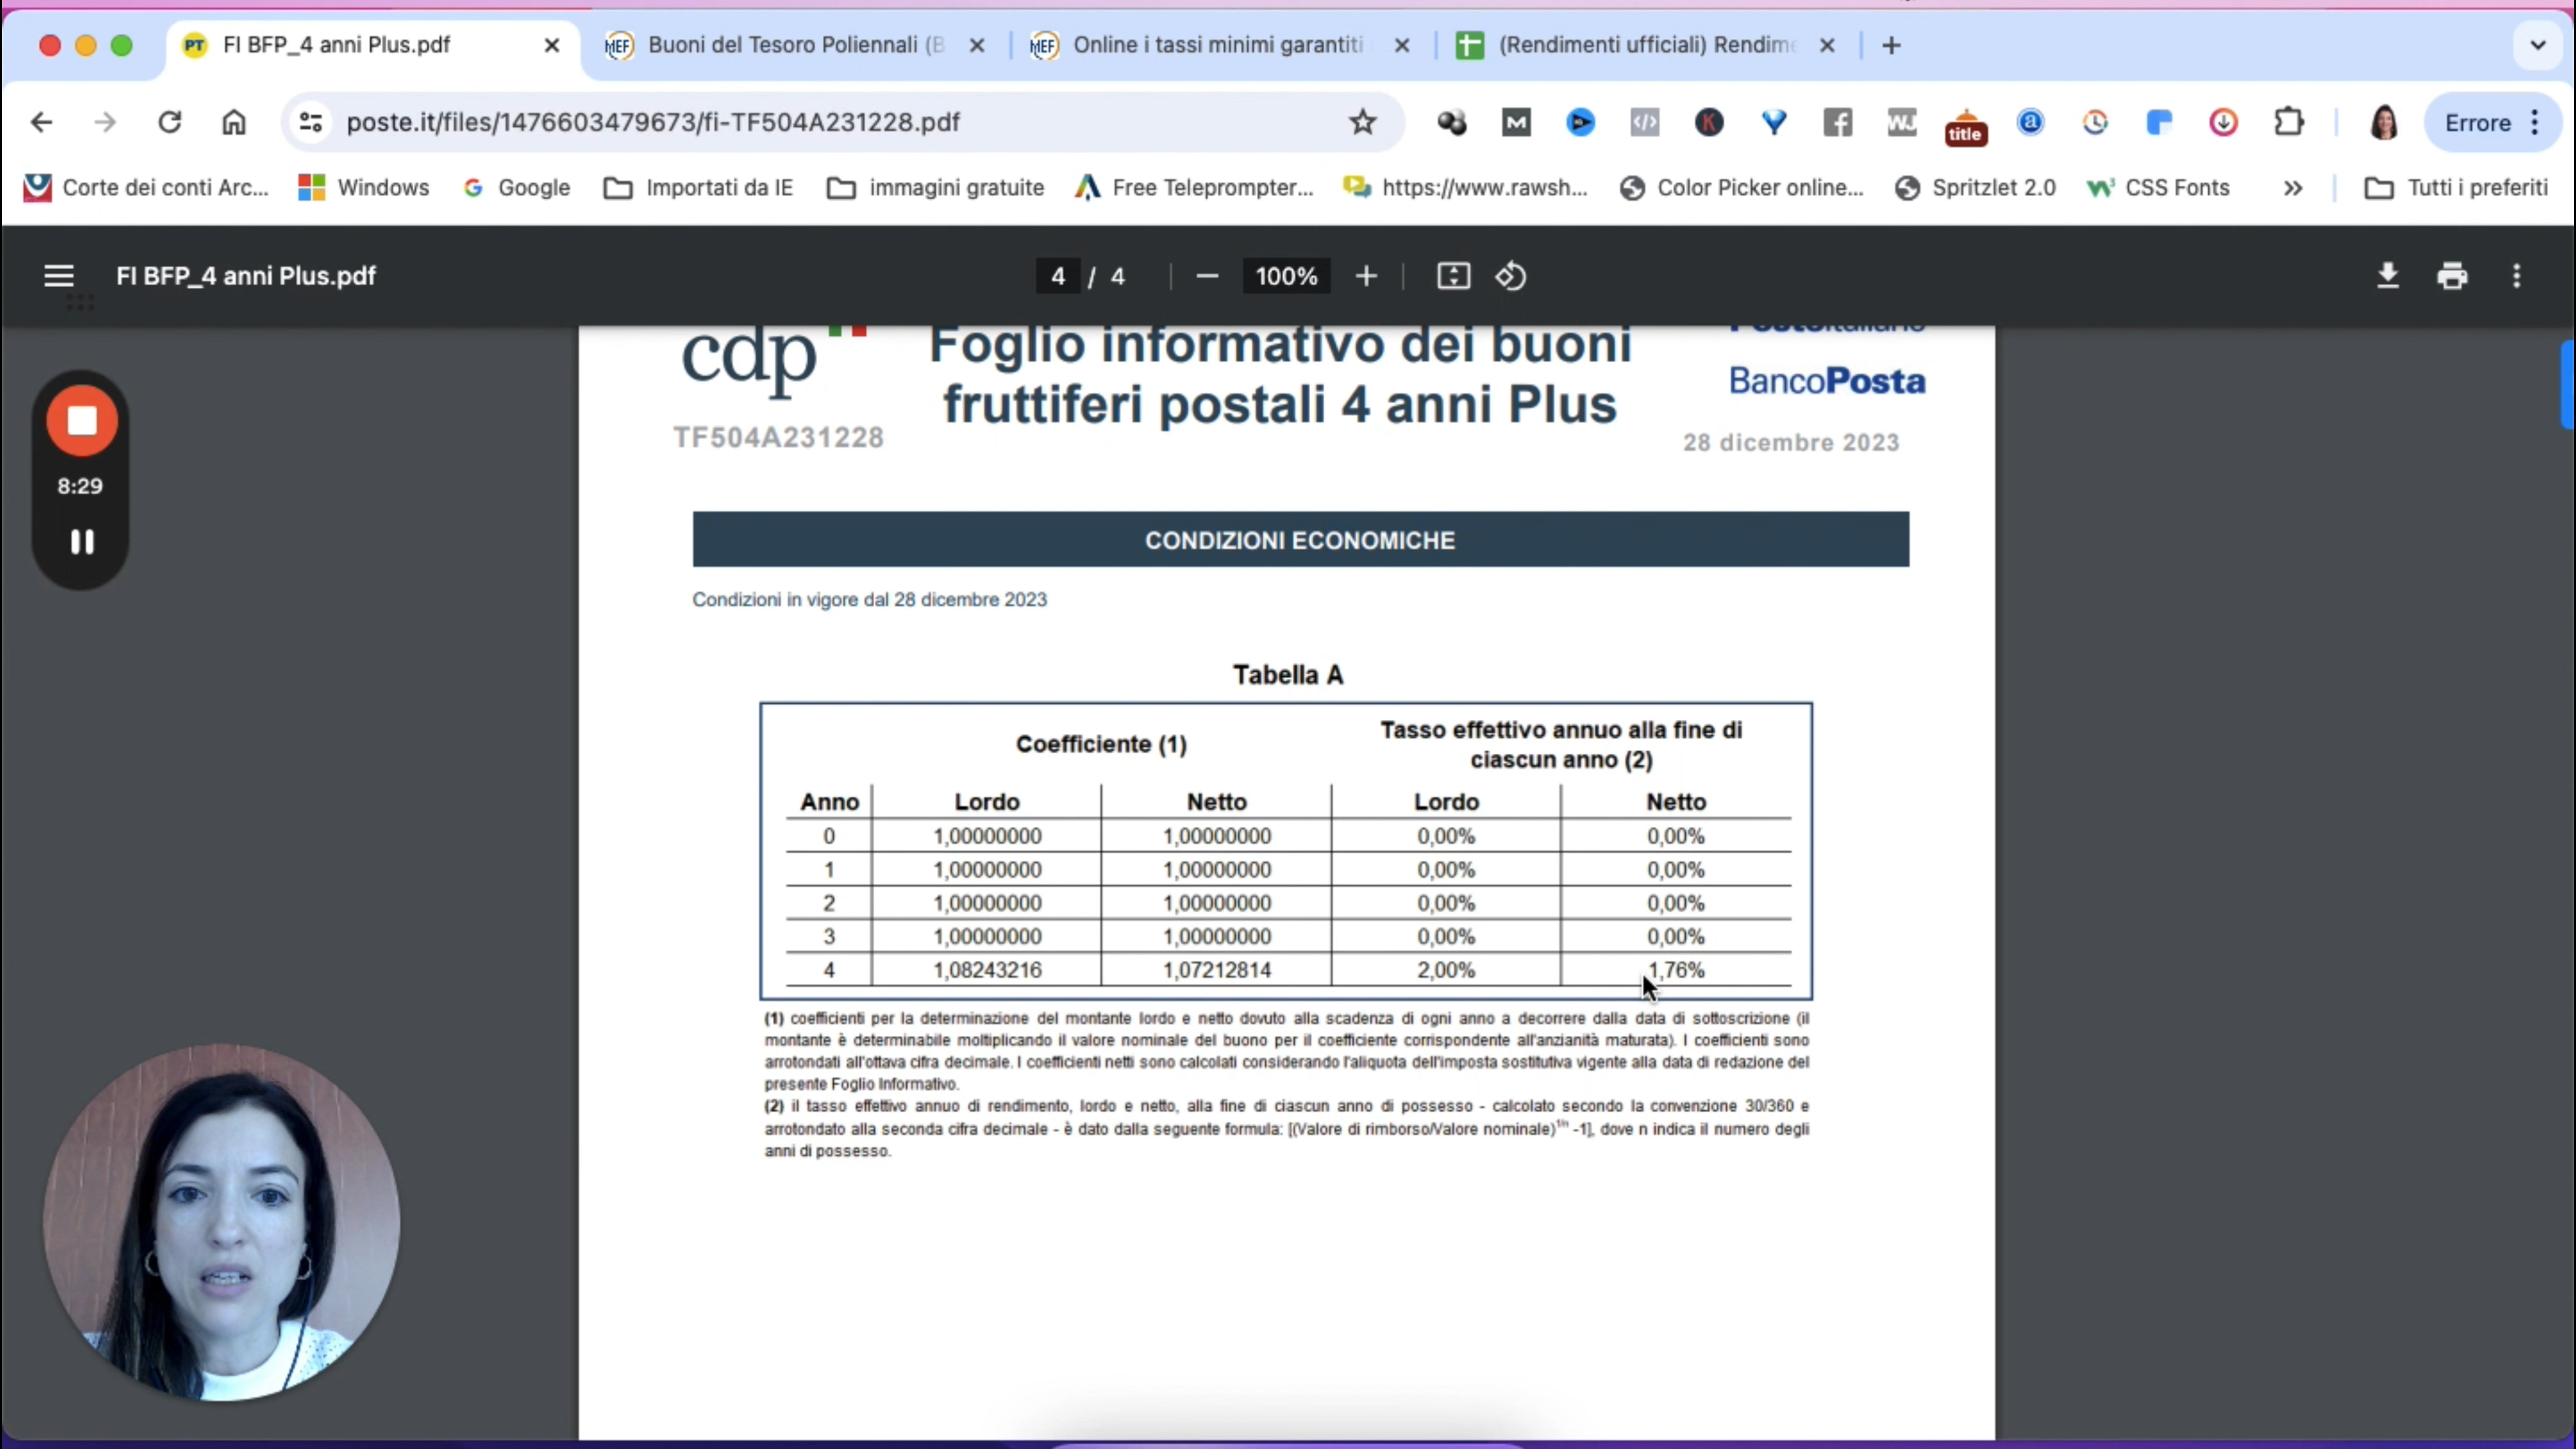 FI BFP_4 anni Plus.pdf
Buoni del Tesoro Poliennali (B
Online i tassi minimi garantiti
(Rendimenti ufficiali) Rendime
poste.it/files/1476603479673/fi-TF504A231228.pdf
title
Errore
Corte dei conti Arc...
Windows
Google
Importati da IE
immagini gratuite
Free Teleprompter...
https://www.rawsh...
Color Picker online...
Spritzlet 2.0
CSS Fonts
Tutti i preferiti
FI BFP_4 anni Plus.pdf
4 / 4
100%
8:29
cdp
TF504A231228
Foglio informativo dei buoni
fruttiferi postali 4 anni Plus
BancoPosta
28 dicembre 2023
CONDIZIONI ECONOMICHE
Condizioni in vigore dal 28 dicembre 2023
Tabella A
Coefficiente (1)
Tasso effettivo annuo alla fine di
ciascun anno (2)
Anno Lordo Netto Lordo Netto
0 1,00000000 1,00000000 0,00% 0,00%
1 1,00000000 1,00000000 0,00% 0,00%
2 1,00000000 1,00000000 0,00% 0,00%
3 1,00000000 1,00000000 0,00% 0,00%
4 1,08243216 1,07212814 2,00% 1,76%
(1) coefficienti per la determinazione del montante lordo e netto dovuto alla scadenza di ogni anno a decorrere dalla data di sottoscrizione (il
montante è determinabile moltiplicando il valore nominale del buono per il coefficiente corrispondente all'anzianità maturata). I coefficienti sono
arrotondati all'ottava cifra decimale. I coefficienti netti sono calcolati considerando l'aliquota dell'imposta sostitutiva vigente alla data di redazione del
presente Foglio Informativo.
(2) il tasso effettivo annuo di rendimento, lordo e netto, alla fine di ciascun anno di possesso - calcolato secondo la convenzione 30/360 e
arrotondato alla seconda cifra decimale - è dato dalla seguente formula: [(Valore di rimborso/Valore nominale)^1/n -1], dove n indica il numero degli
anni di possesso.